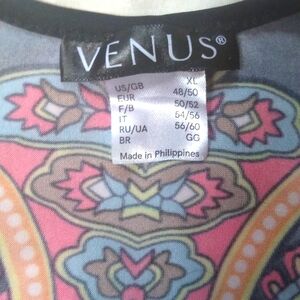 VENUS®
US/GB XL
EUR 48/50
F/B 50/52
IT 54/56
RU/UA 56/60
BR GG
Made in Philippines